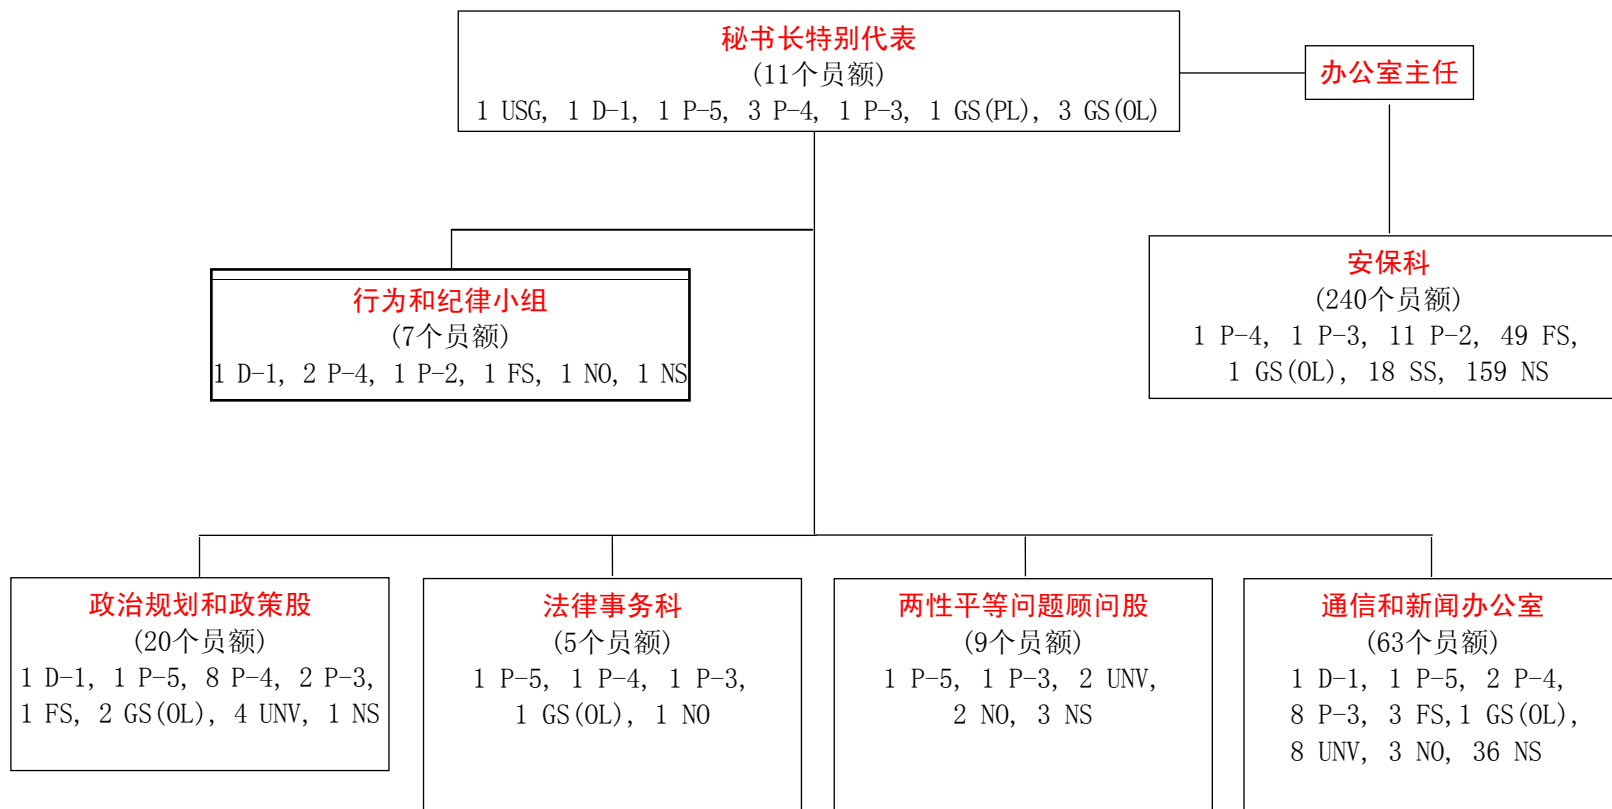 秘书长特别代表
(11个员额)
1 USG, 1 D-1, 1 P-5, 3 P-4, 1 P-3, 1 GS(PL), 3 GS(OL)
办公室主任
行为和纪律小组
(7个员额)
1 D-1, 2 P-4, 1 P-2, 1 FS, 1 NO, 1 NS
安保科
(240个员额)
1 P-4, 1 P-3, 11 P-2, 49 FS,
1 GS(OL), 18 SS, 159 NS
政治规划和政策股
(20个员额)
1 D-1, 1 P-5, 8 P-4, 2 P-3,
1 FS, 2 GS(OL), 4 UNV, 1 NS
法律事务科
(5个员额)
1 P-5, 1 P-4, 1 P-3,
1 GS(OL), 1 NO
两性平等问题顾问股
(9个员额)
1 P-5, 1 P-3, 2 UNV,
2 NO, 3 NS
通信和新闻办公室
(63个员额)
1 D-1, 1 P-5, 2 P-4,
8 P-3, 3 FS, 1 GS(OL),
8 UNV, 3 NO, 36 NS